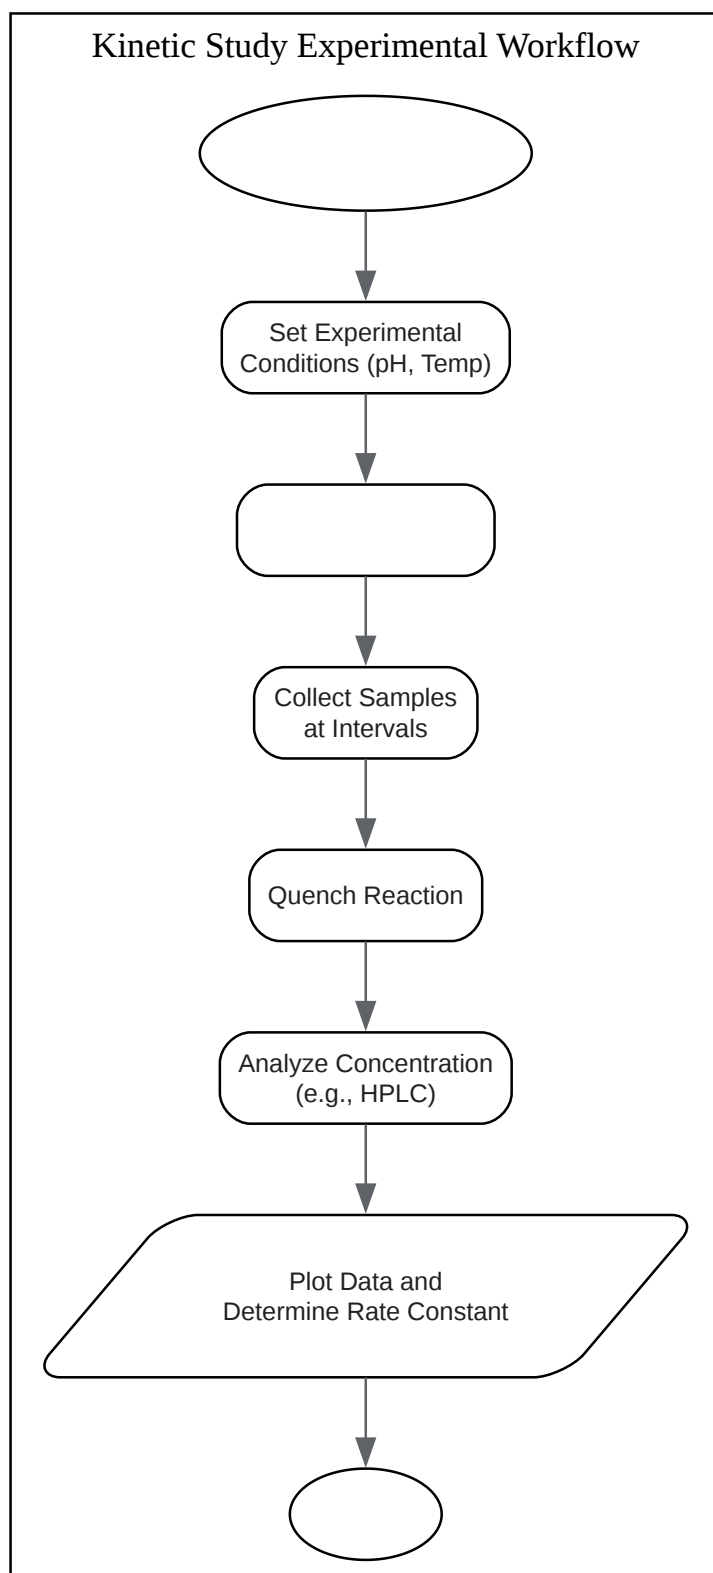 Kinetic Study Experimental Workflow
Set Experimental
Conditions (pH, Temp)
Collect Samples
at Intervals
Quench Reaction
Analyze Concentration
(e.g., HPLC)
Plot Data and
Determine Rate Constant